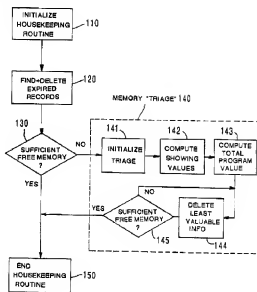 INITIALIZE
HOUSEKEEPING
ROUTINE
110
FIND+DELETE
EXPIRED
RECORDS
120
MEMORY "TRIAGE" 140
130
SUFFICIENT
FREE MEMORY
?
NO
YES
141
INITIALIZE
TRIAGE
142
COMPUTE
SHOWING
VALUES
143
COMPUTE
TOTAL
PROGRAM
VALUE
NO
YES
SUFFICIENT
FREE MEMORY
?
145
DELETE
LEAST
VALUABLE
INFO
144
END
HOUSEKEEPING
ROUTINE
150